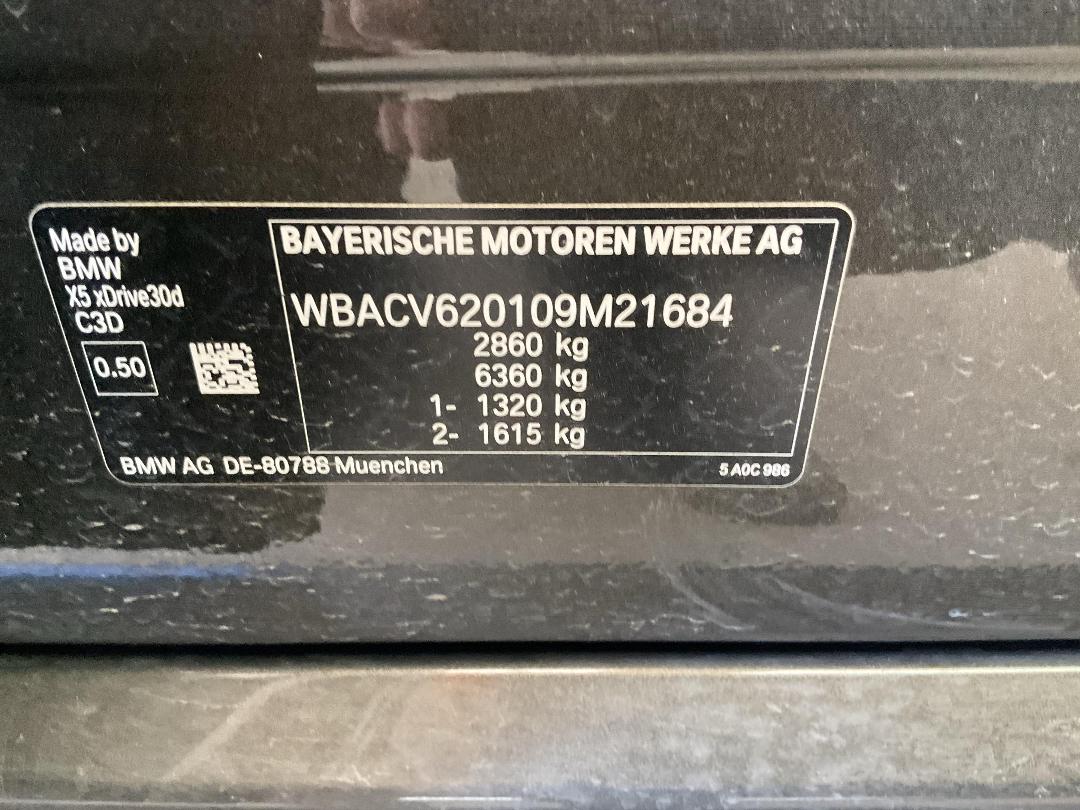 Made by
BMW
X5 xDrive30d
C3D
0.50
BAYERISCHE MOTOREN WERKE AG
WBACV620109M21684
2860 kg
6360 kg
1- 1320 kg
2- 1615 kg
BMW AG DE-80788 Muenchen
5 A0C 986